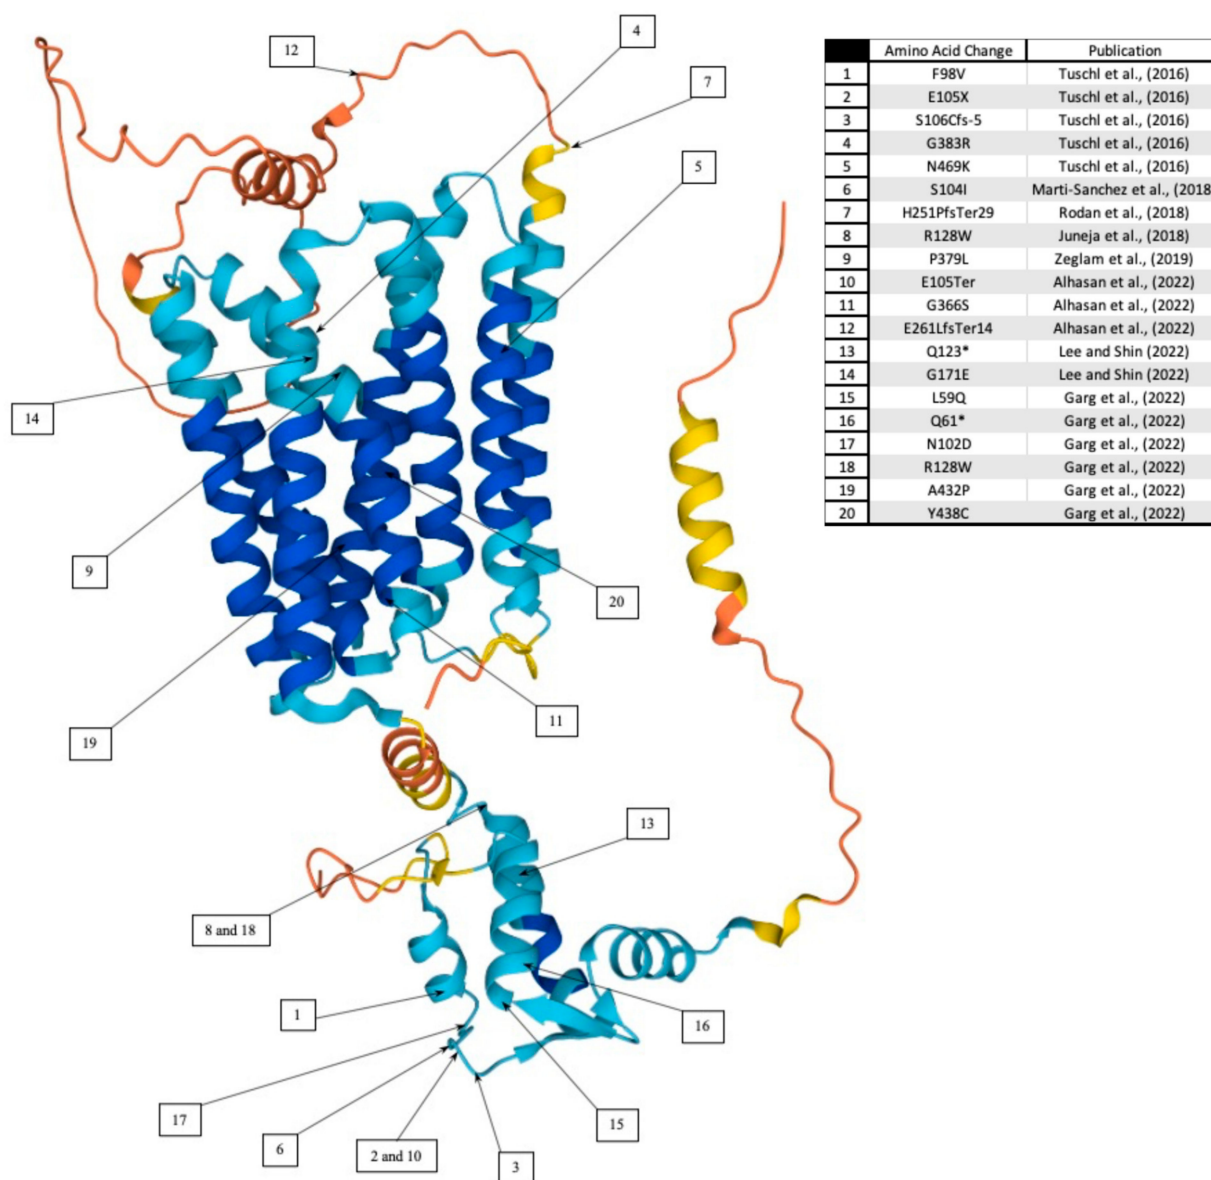 12
4
7
5
14
9
20
19
11
13
8 and 18
1
16
17
6
2 and 10
3
15
Amino Acid Change Publication
1 F98V Tuschl et al., (2016)
2 E105X Tuschl et al., (2016)
3 S106Cfs-5 Tuschl et al., (2016)
4 G383R Tuschl et al., (2016)
5 N469K Tuschl et al., (2016)
6 S104I Marti-Sanchez et al., (2018
7 H251PfsTer29 Rodan et al., (2018)
8 R128W Juneja et al., (2018)
9 P379L Zeglam et al., (2019)
10 E105Ter Alhasan et al., (2022)
11 G366S Alhasan et al., (2022)
12 E261LfsTer14 Alhasan et al., (2022)
13 Q123* Lee and Shin (2022)
14 G171E Lee and Shin (2022)
15 L59Q Garg et al., (2022)
16 Q61* Garg et al., (2022)
17 N102D Garg et al., (2022)
18 R128W Garg et al., (2022)
19 A432P Garg et al., (2022)
20 Y438C Garg et al., (2022)